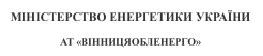 МІНІСТЕРСТВО ЕНЕРГЕТИКИ УКРАЇНИ
АТ «ВІННИЦЯОБЛЕНЕРГО»